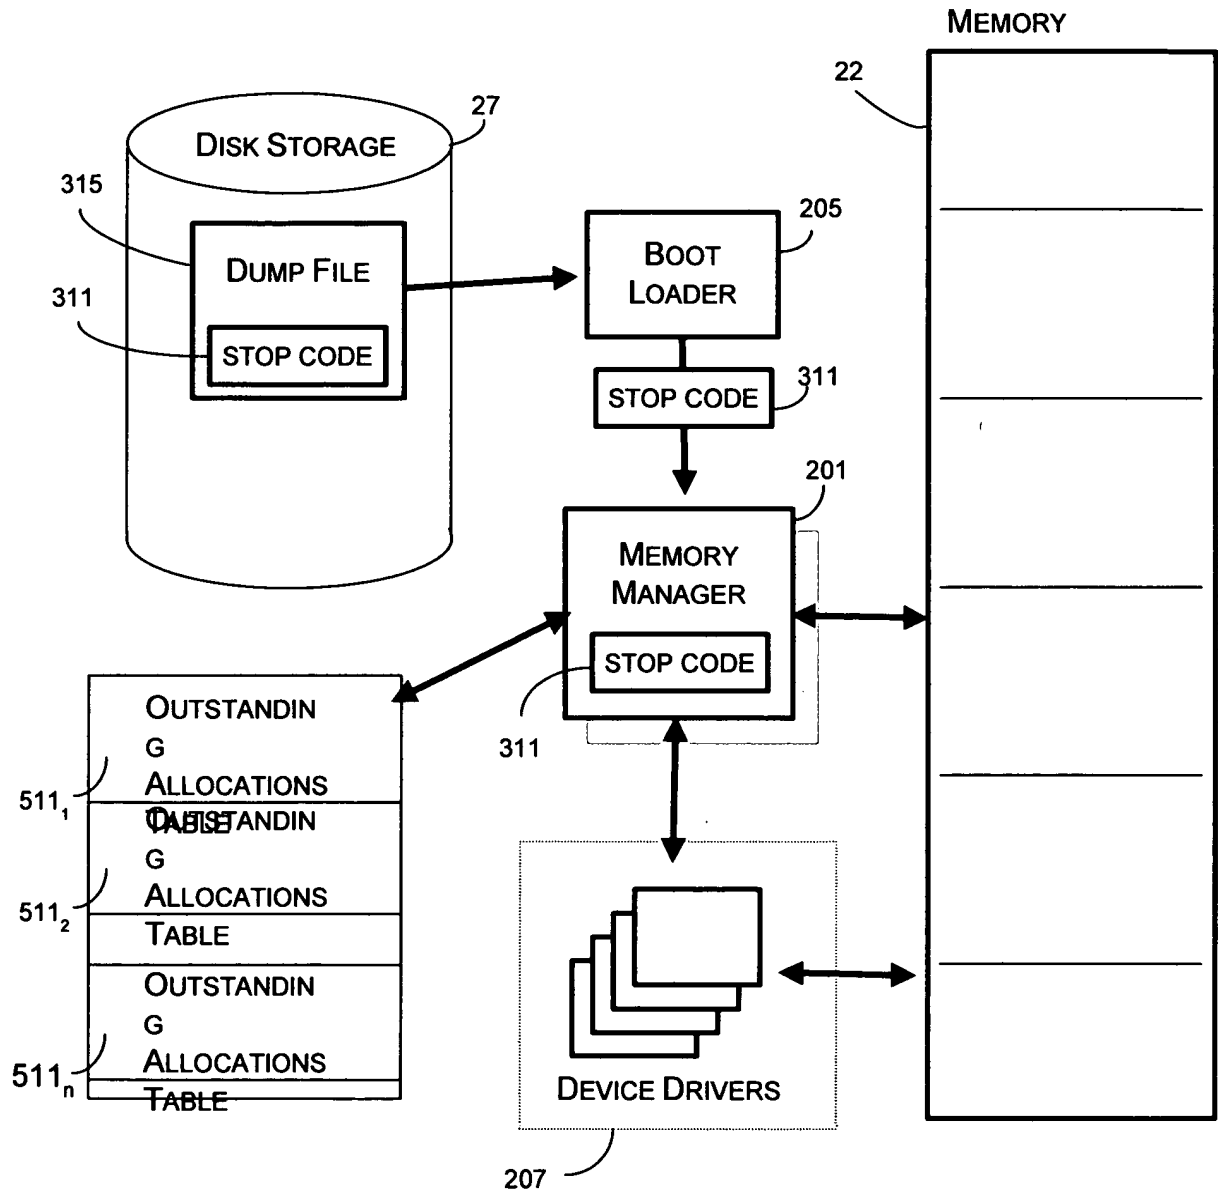 MEMORY
22
27
DISK STORAGE
315
205
DUMP FILE
BOOT
LOADER
311
STOP CODE
311
STOP CODE
201
MEMORY
MANAGER
STOP CODE
311
OUTSTANDIN
G
ALLOCATIONS
TABLE
511₁
OUTSTANDIN
G
ALLOCATIONS
TABLE
511₂
OUTSTANDIN
G
ALLOCATIONS
TABLE
511ₙ
DEVICE DRIVERS
207